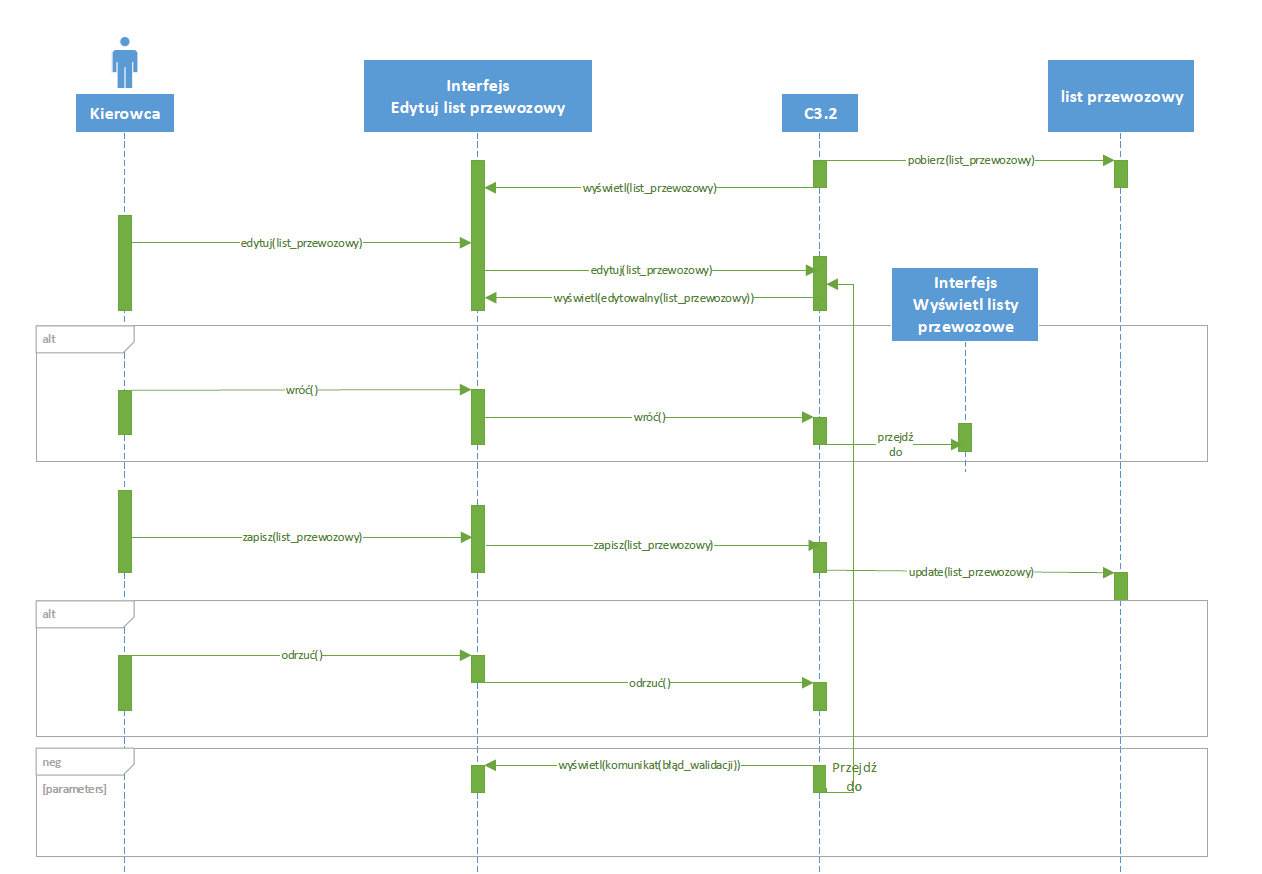 Kierowca
Interfejs
Edytuj list przewozowy
C3.2
list przewozowy
pobierz(list_przewozowy)
wyświetl(list_przewozowy)
edytuj(list_przewozowy)
edytuj(list_przewozowy)
wyświetl(edytowalny(list_przewozowy))
Interfejs
Wyświetl listy
przewozowe
alt
wróć()
wróć()
przejdź
do
zapisz(list_przewozowy)
zapisz(list_przewozowy)
update(list_przewozowy)
alt
odrzuć()
odrzuć()
neg
[parameters]
wyświetl(komunikat(błąd_walidacji))
Przejdź
do